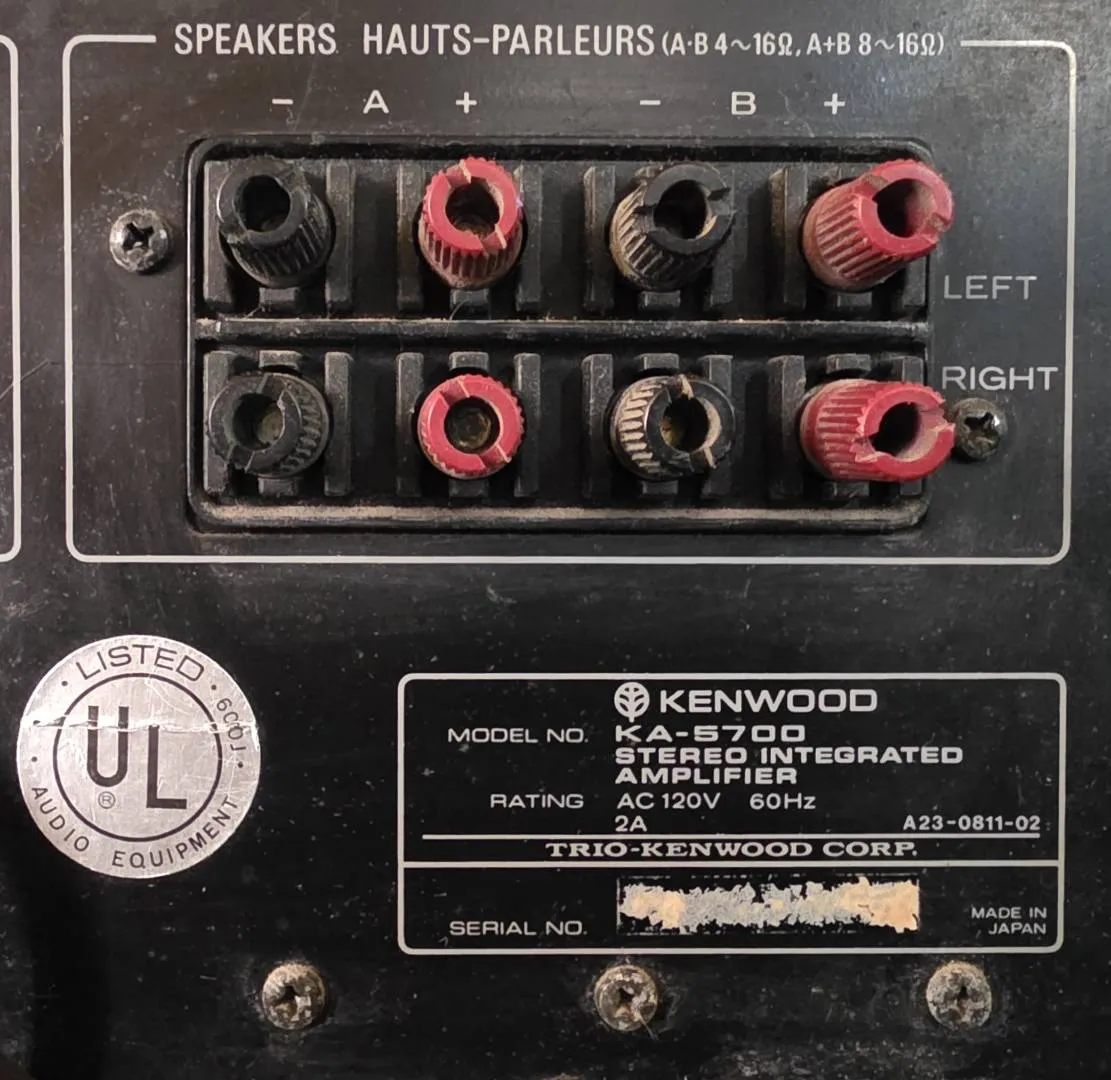 SPEAKERS HAUTS-PARLEURS (A·B 4~16Ω, A+B 8~16Ω)
− A + − B +
LEFT
RIGHT
· LISTED · 600J ·
UL
®
· AUDIO EQUIPMENT
KENWOOD
MODEL NO. KA-5700
STEREO INTEGRATED
AMPLIFIER
RATING AC 120V 60Hz
2A A23-0811-02
TRIO-KENWOOD CORP.
SERIAL NO.
MADE IN
JAPAN